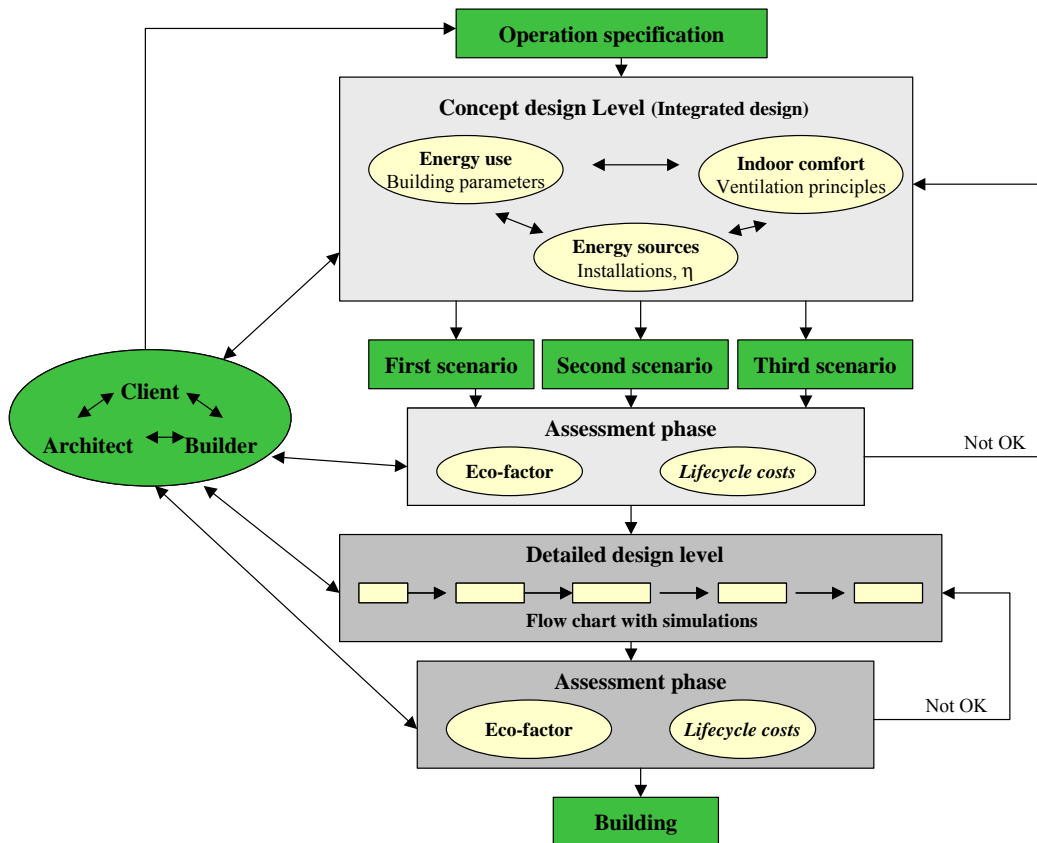 Operation specification
Concept design Level (Integrated design)
Energy use
Building parameters
Indoor comfort
Ventilation principles
Energy sources
Installations, η
First scenario
Second scenario
Third scenario
Client
Architect
Builder
Assessment phase
Eco-factor
Lifecycle costs
Not OK
Detailed design level
Flow chart with simulations
Assessment phase
Eco-factor
Lifecycle costs
Not OK
Building